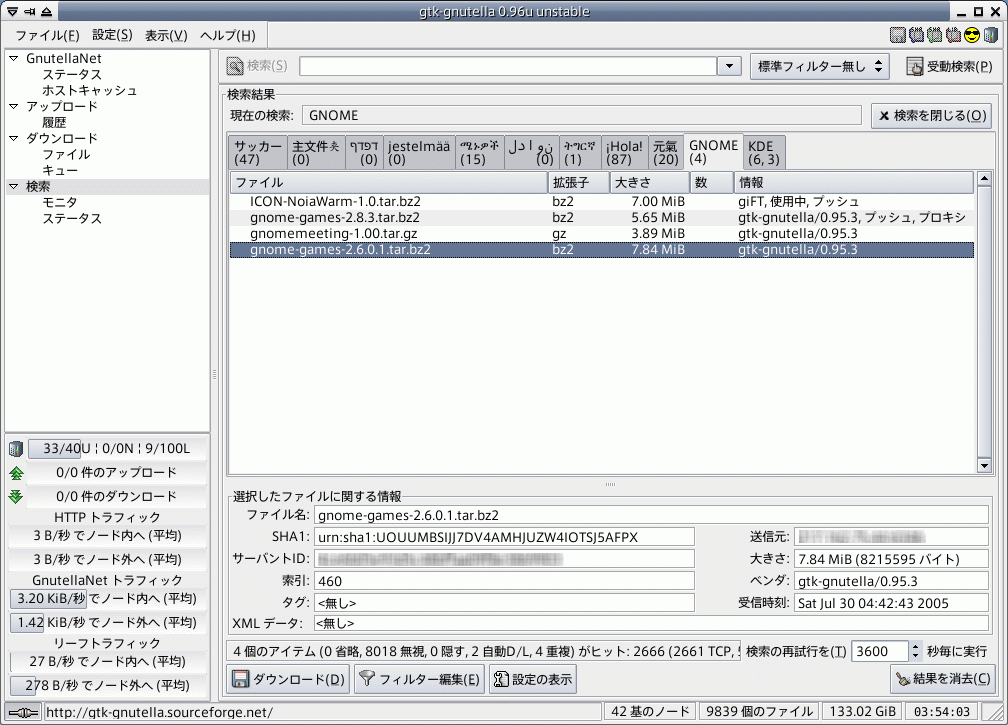 gtk-gnutella 0.96u unstable
ファイル(F) 設定(S) 表示(V) ヘルプ(H)
GnutellaNet
ステータス
ホストキャッシュ
アップロード
履歴
ダウンロード
ファイル
キュー
検索
モニタ
ステータス
33/40U ¦ 0/0N ¦ 9/100L
0/0 件のアップロード
0/0 件のダウンロード
HTTP トラフィック
3 B/秒 でノード内へ (平均)
3 B/秒 でノード外へ (平均)
GnutellaNet トラフィック
3.20 KiB/秒 でノード内へ (平均)
1.42 KiB/秒 でノード外へ (平均)
リーフトラフィック
27 B/秒 でノード内へ (平均)
278 B/秒 でノード外へ (平均)
検索(S) 標準フィルター無し 受動検索(P)
検索結果
現在の検索: GNOME × 検索を閉じる(O)
サッカー (47) 主文件夹 (0) דפדף (0) jestelmää (0) ሜኑዎች (15) (0) ትግርኛ (1) ¡Hola! (87) 元氣 (20) GNOME (4) KDE (6, 3)
ファイル 拡張子 大きさ 数 情報
ICON-NoiaWarm-1.0.tar.bz2 bz2 7.00 MiB giFT, 使用中, プッシュ
gnome-games-2.8.3.tar.bz2 bz2 5.65 MiB gtk-gnutella/0.95.3, プッシュ, プロキシ
gnomemeeting-1.00.tar.gz gz 3.89 MiB gtk-gnutella/0.95.3
gnome-games-2.6.0.1.tar.bz2 bz2 7.84 MiB gtk-gnutella/0.95.3
選択したファイルに関する情報
ファイル名: gnome-games-2.6.0.1.tar.bz2
SHA1: urn:sha1:UOUUMBSIJJ7DV4AMHJUZW4IOTSJ5AFPX 送信元:
サーバントID: 大きさ: 7.84 MiB (8215595 バイト)
索引: 460 ベンダ: gtk-gnutella/0.95.3
タグ: <無し> 受信時刻: Sat Jul 30 04:42:43 2005
XML データ: <無し>
4 個のアイテム (0 省略, 8018 無視, 0 隠す, 2 自動D/L, 4 重複) がヒット: 2666 (2661 TCP, 検索の再試行を(T) 3600 秒毎に実行
ダウンロード(D) フィルター編集(E) 設定の表示 結果を消去(C)
http://gtk-gnutella.sourceforge.net/ 42 基のノード 9839 個のファイル 133.02 GiB 03:54:03